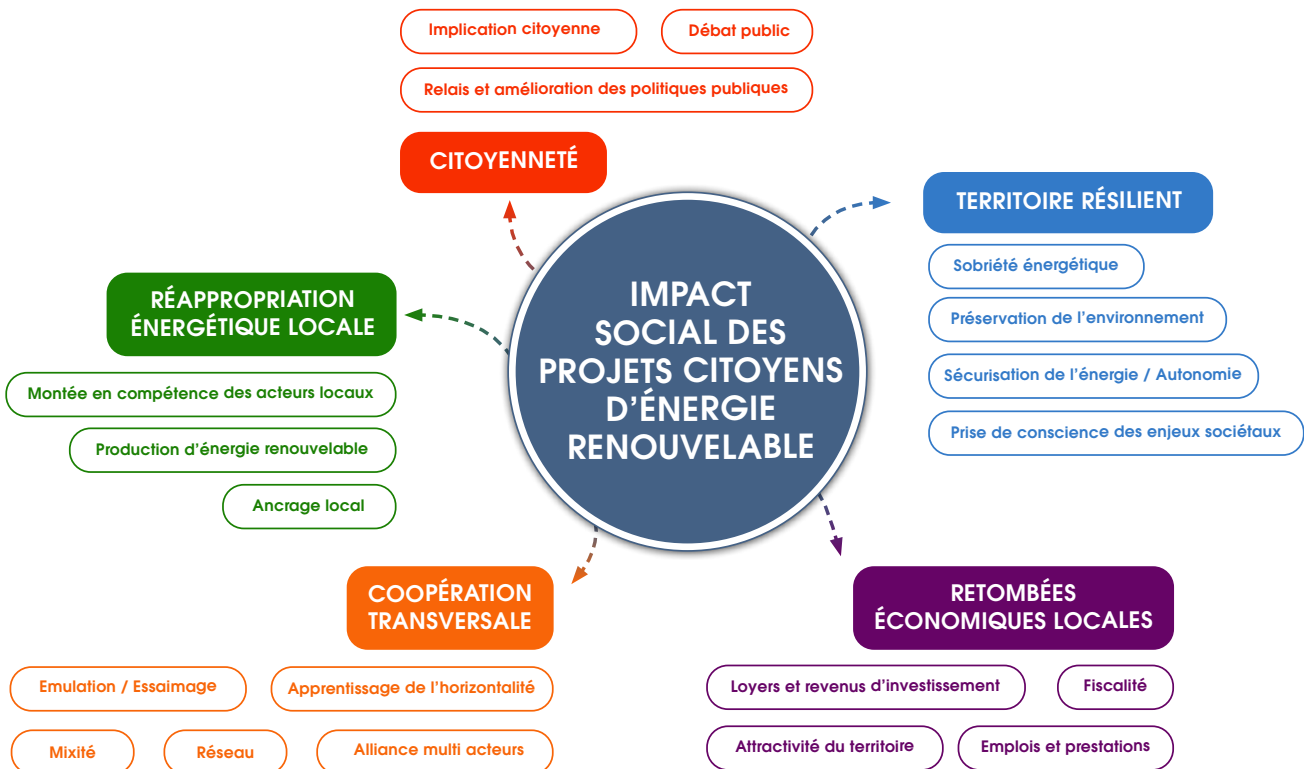 Implication citoyenne
Débat public
Relais et amélioration des politiques publiques
CITOYENNETÉ
TERRITOIRE RÉSILIENT
Sobriété énergétique
Préservation de l'environnement
Sécurisation de l'énergie / Autonomie
Prise de conscience des enjeux sociétaux
IMPACT
SOCIAL DES
PROJETS CITOYENS
D'ÉNERGIE
RENOUVELABLE
RÉAPPROPRIATION
ÉNERGÉTIQUE LOCALE
Montée en compétence des acteurs locaux
Production d'énergie renouvelable
Ancrage local
COOPÉRATION
TRANSVERSALE
Emulation / Essaimage
Apprentissage de l'horizontalité
Mixité
Réseau
Alliance multi acteurs
RETOMBÉES
ÉCONOMIQUES LOCALES
Loyers et revenus d'investissement
Fiscalité
Attractivité du territoire
Emplois et prestations